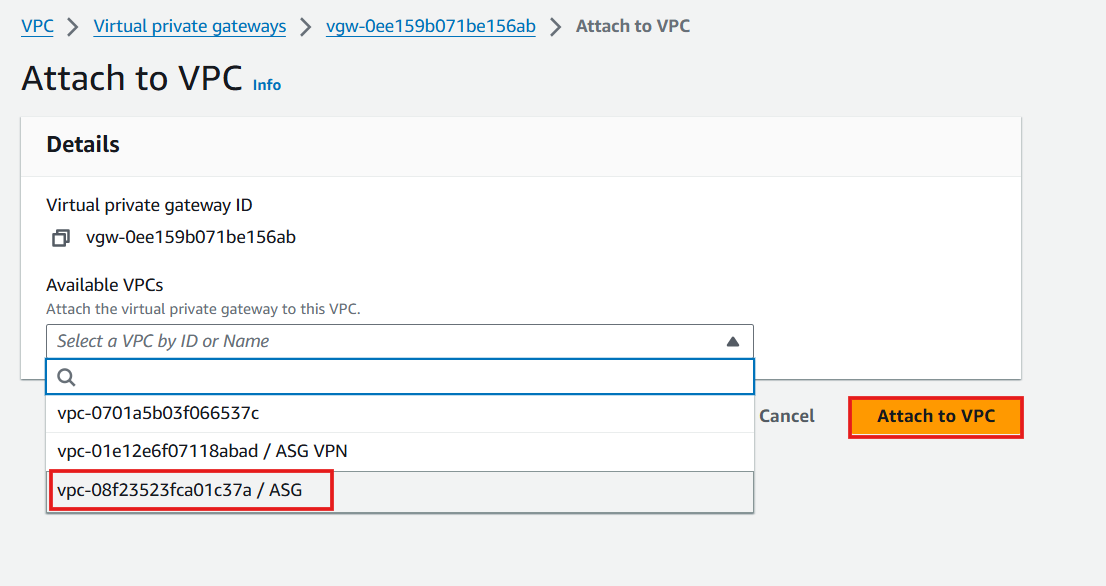 VPC > Virtual private gateways > vgw-0ee159b071be156ab > Attach to VPC
Attach to VPC Info
Details
Virtual private gateway ID
vgw-0ee159b071be156ab
Available VPCs
Attach the virtual private gateway to this VPC.
Select a VPC by ID or Name
vpc-0701a5b03f066537c
vpc-01e12e6f07118abad / ASG VPN
vpc-08f23523fca01c37a / ASG
Cancel
Attach to VPC